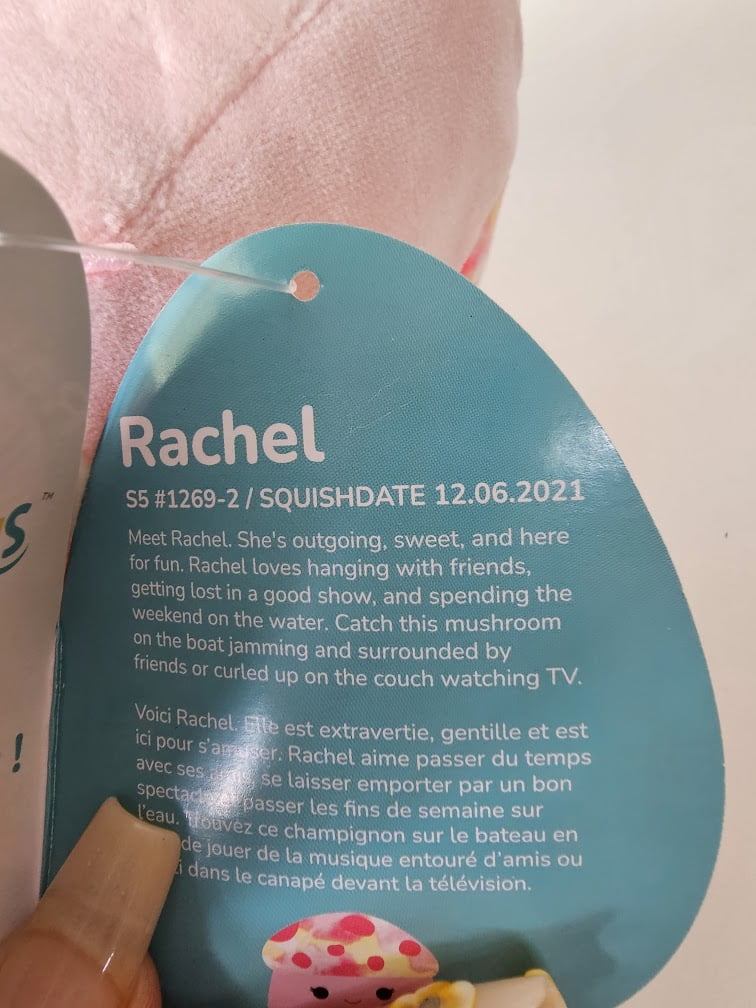 Rachel
S5 #1269-2 / SQUISHDATE 12.06.2021
Meet Rachel. She's outgoing, sweet, and here
for fun. Rachel loves hanging with friends,
getting lost in a good show, and spending the
weekend on the water. Catch this mushroom
on the boat jamming and surrounded by
friends or curled up on the couch watching TV.
Voici Rachel. Elle est extravertie, gentille et est
ici pour s'amuser. Rachel aime passer du temps
avec ses amis, se laisser emporter par un bon
passer les fins de semaine sur
l'eau. Trouvez ce champignon sur le bateau en
de jouer de la musique entouré d'amis ou
dans le canapé devant la télévision.
S
™
!